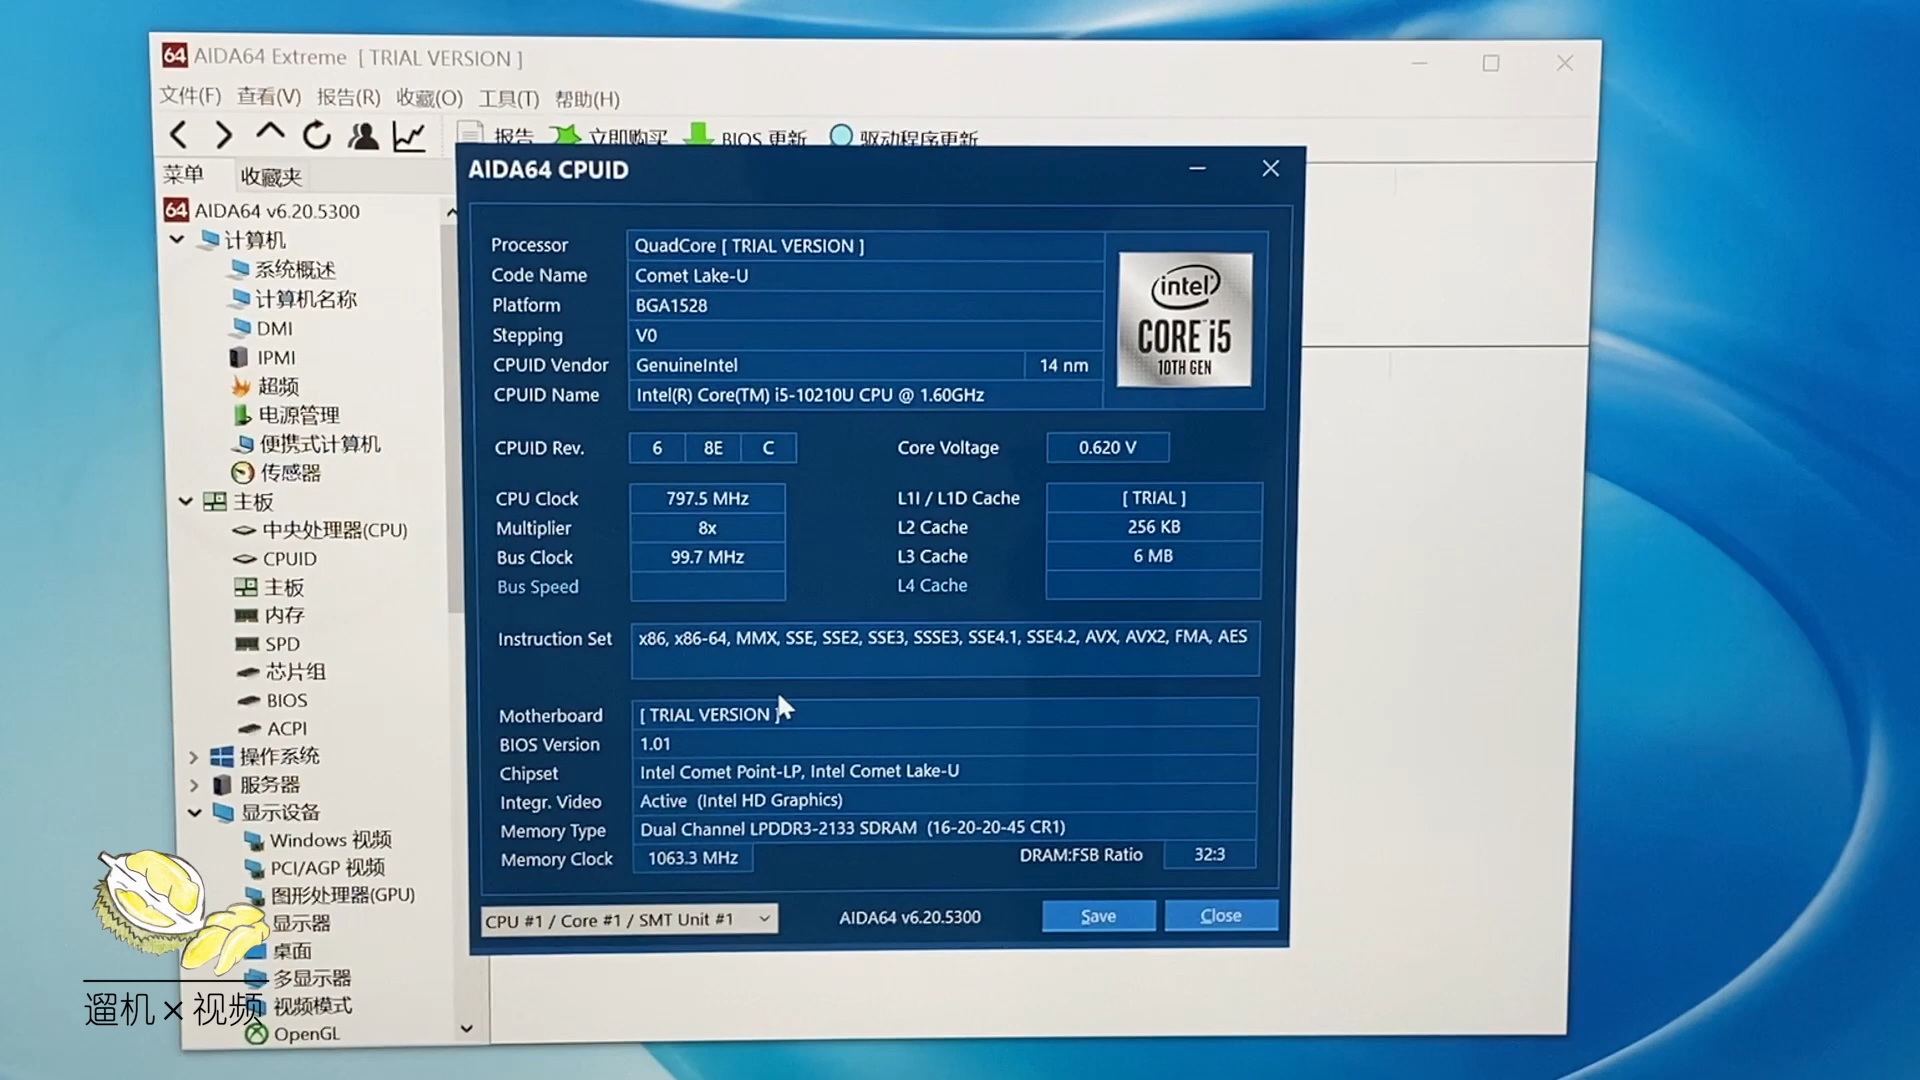 64 AIDA64 Extreme [ TRIAL VERSION ]
文件(F) 查看(V) 报告(R) 收藏(O) 工具(T) 帮助(H)
报告 立即购买 BIOS 更新 驱动程序更新
菜单 收藏夹
64 AIDA64 v6.20.5300
计算机
系统概述
计算机名称
DMI
IPMI
超频
电源管理
便携式计算机
传感器
主板
中央处理器(CPU)
CPUID
主板
内存
SPD
芯片组
BIOS
ACPI
操作系统
服务器
显示设备
Windows 视频
PCI/AGP 视频
图形处理器(GPU)
显示器
桌面
多显示器
视频模式
OpenGL
AIDA64 CPUID
Processor QuadCore [ TRIAL VERSION ]
Code Name Comet Lake-U
Platform BGA1528
Stepping V0
CPUID Vendor GenuineIntel 14 nm
CPUID Name Intel(R) Core(TM) i5-10210U CPU @ 1.60GHz
intel
CORE i5
10TH GEN
CPUID Rev. 6 8E C Core Voltage 0.620 V
CPU Clock 797.5 MHz L1I / L1D Cache [ TRIAL ]
Multiplier 8x L2 Cache 256 KB
Bus Clock 99.7 MHz L3 Cache 6 MB
Bus Speed L4 Cache
Instruction Set x86, x86-64, MMX, SSE, SSE2, SSE3, SSSE3, SSE4.1, SSE4.2, AVX, AVX2, FMA, AES
Motherboard [ TRIAL VERSION ]
BIOS Version 1.01
Chipset Intel Comet Point-LP, Intel Comet Lake-U
Integr. Video Active (Intel HD Graphics)
Memory Type Dual Channel LPDDR3-2133 SDRAM (16-20-20-45 CR1)
Memory Clock 1063.3 MHz DRAM:FSB Ratio 32:3
CPU #1 / Core #1 / SMT Unit #1 AIDA64 v6.20.5300 Save Close
遛机×视频